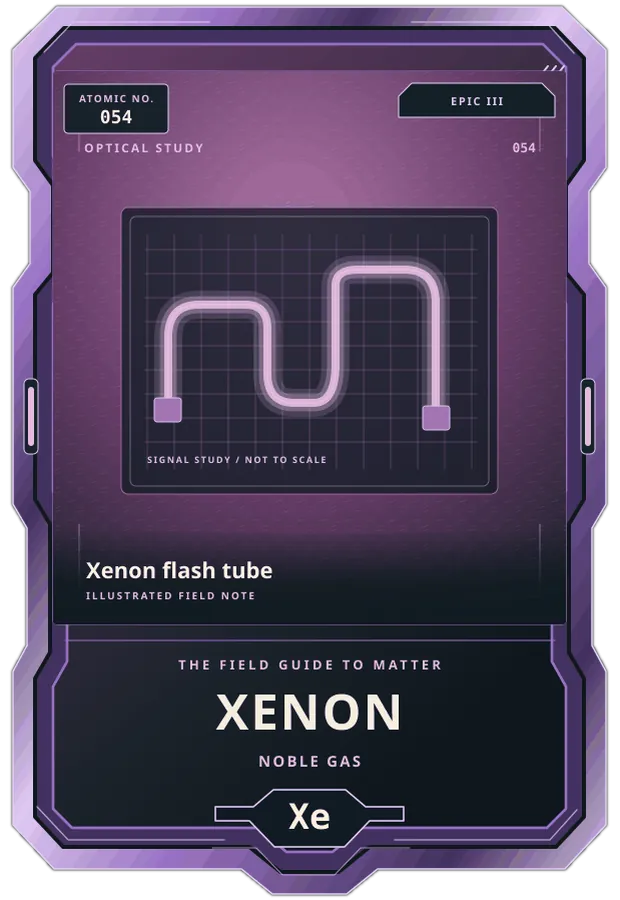 ATOMIC NO.
054
EPIC III
OPTICAL STUDY
054
SIGNAL STUDY / NOT TO SCALE
Xenon flash tube
ILLUSTRATED FIELD NOTE
THE FIELD GUIDE TO MATTER
XENON
NOBLE GAS
Xe